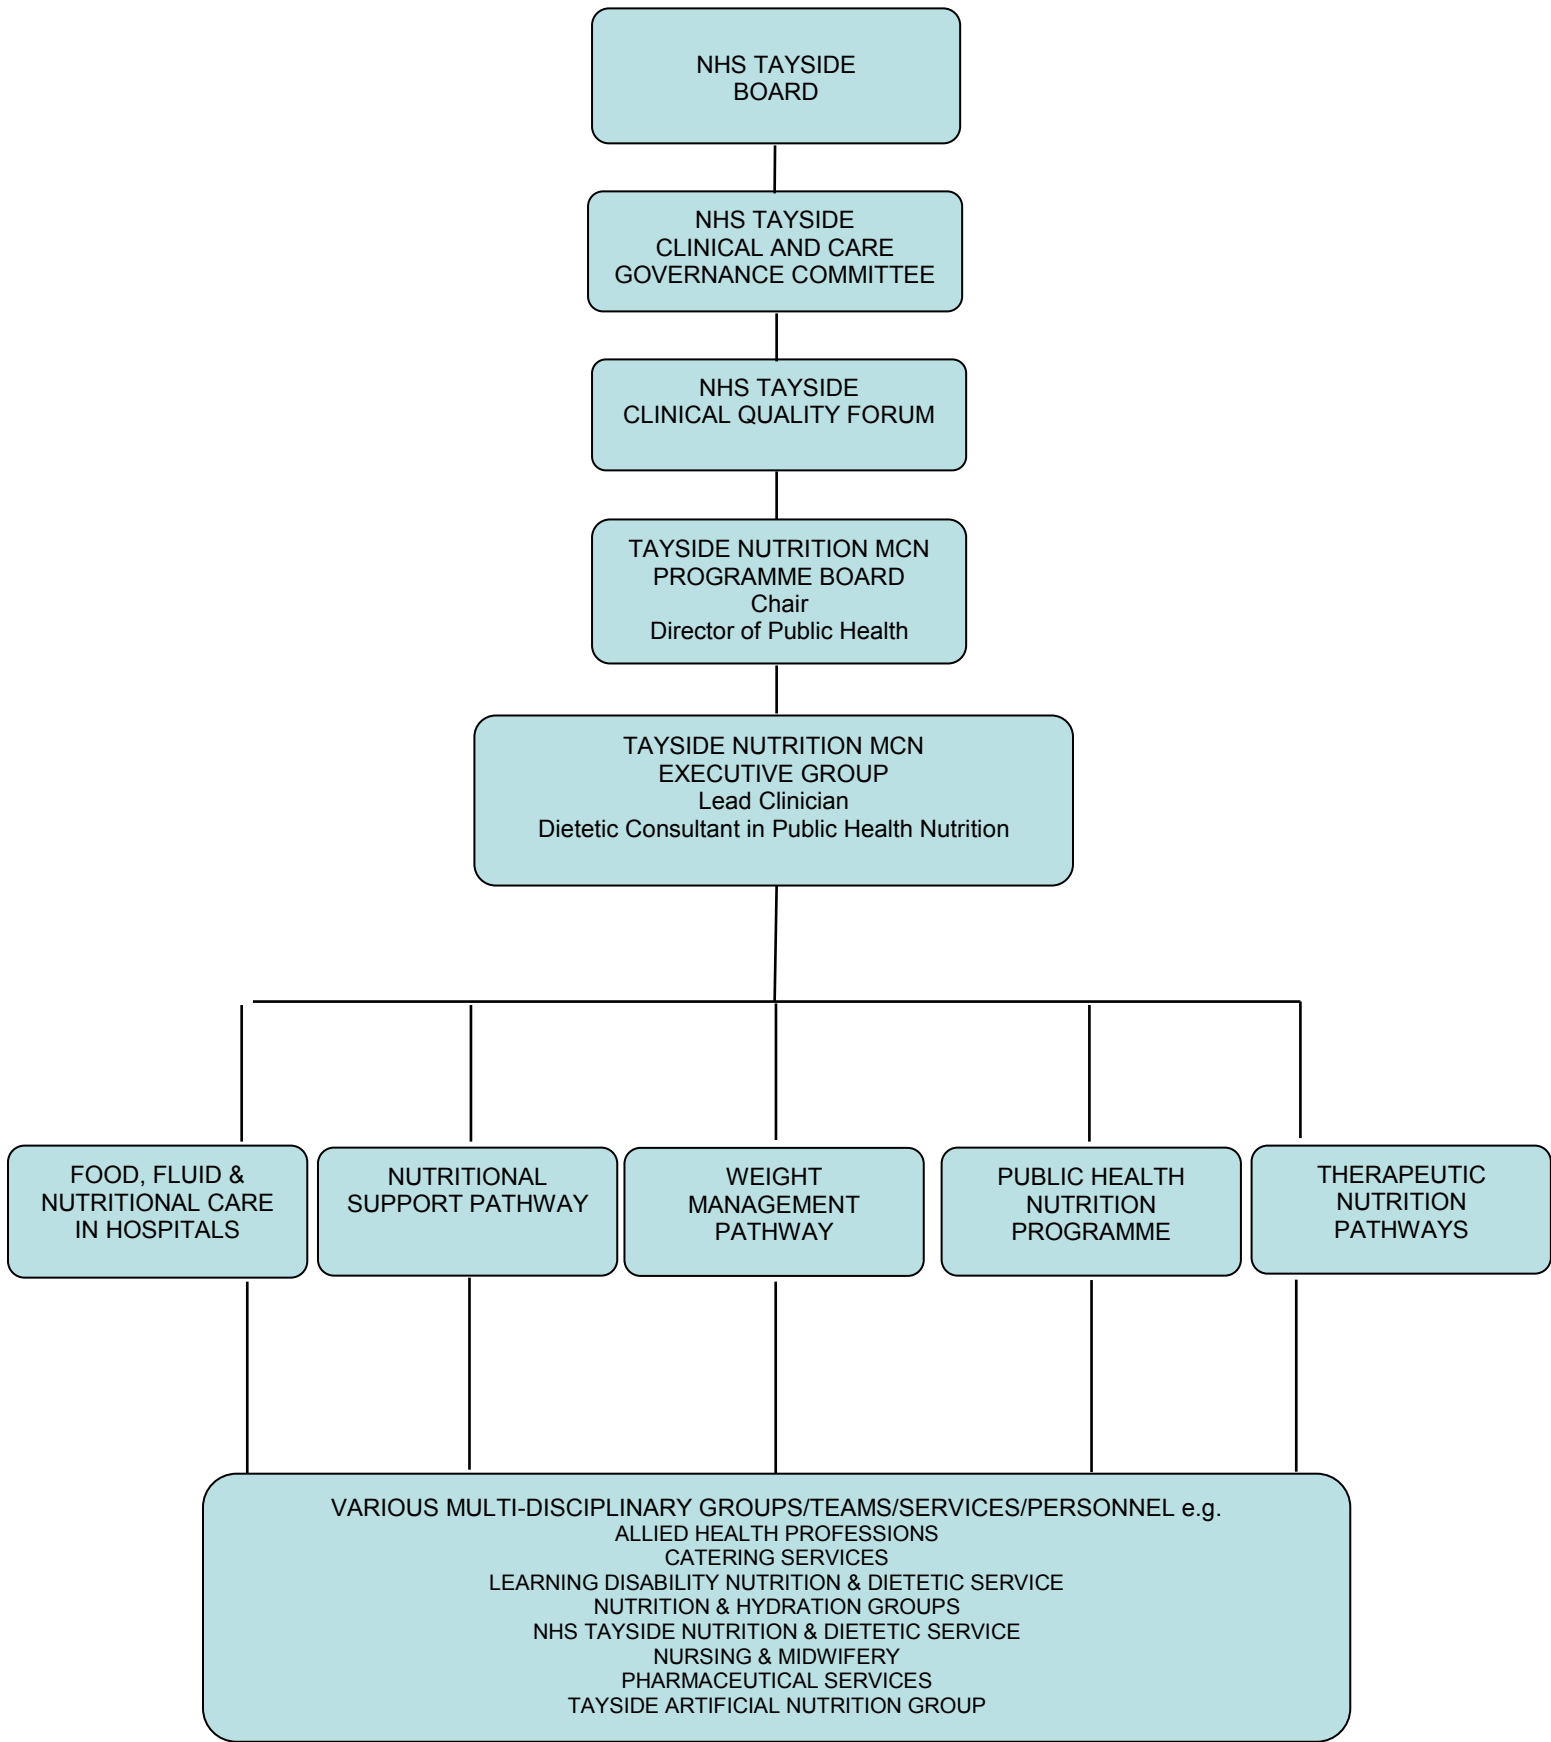 NHS TAYSIDE
BOARD
NHS TAYSIDE
CLINICAL AND CARE
GOVERNANCE COMMITTEE
NHS TAYSIDE
CLINICAL QUALITY FORUM
TAYSIDE NUTRITION MCN
PROGRAMME BOARD
Chair
Director of Public Health
TAYSIDE NUTRITION MCN
EXECUTIVE GROUP
Lead Clinician
Dietetic Consultant in Public Health Nutrition
FOOD, FLUID &
NUTRITIONAL CARE
IN HOSPITALS
NUTRITIONAL
SUPPORT PATHWAY
WEIGHT
MANAGEMENT
PATHWAY
PUBLIC HEALTH
NUTRITION
PROGRAMME
THERAPEUTIC
NUTRITION
PATHWAYS
VARIOUS MULTI-DISCIPLINARY GROUPS/TEAMS/SERVICES/PERSONNEL e.g.
ALLIED HEALTH PROFESSIONS
CATERING SERVICES
LEARNING DISABILITY NUTRITION & DIETETIC SERVICE
NUTRITION & HYDRATION GROUPS
NHS TAYSIDE NUTRITION & DIETETIC SERVICE
NURSING & MIDWIFERY
PHARMACEUTICAL SERVICES
TAYSIDE ARTIFICIAL NUTRITION GROUP